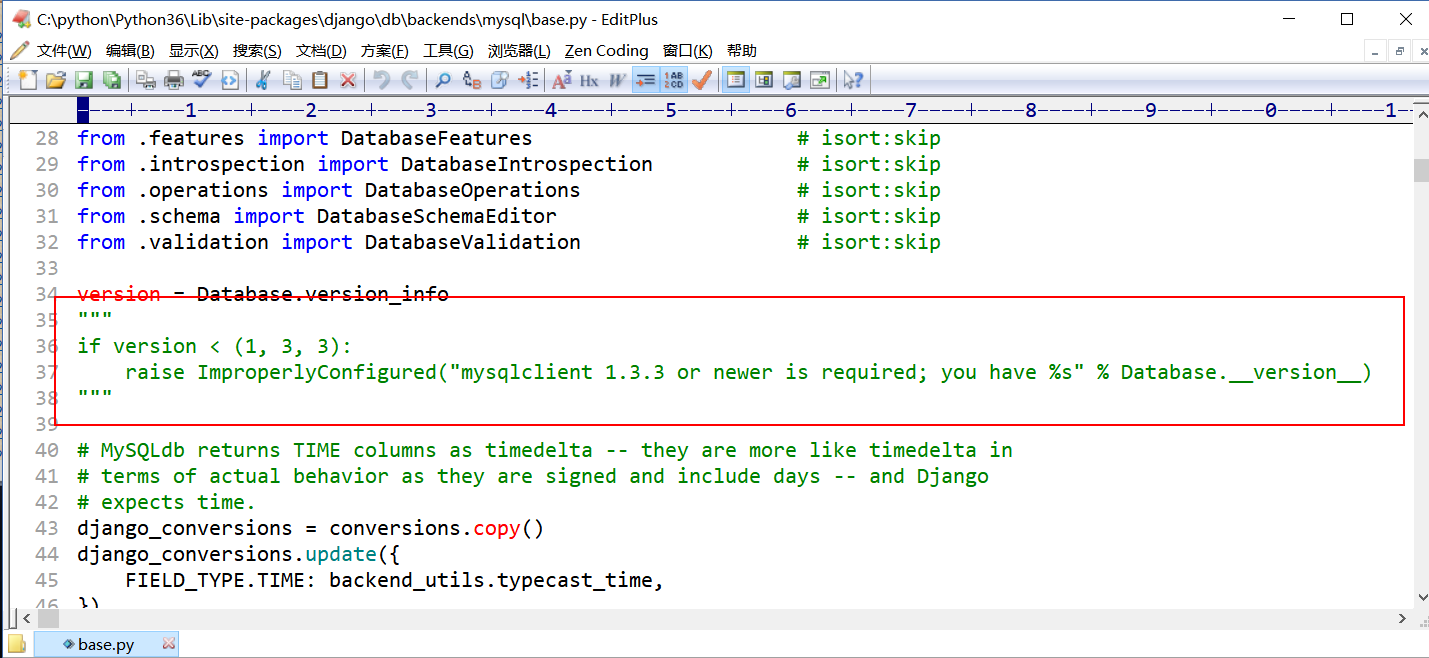 C:\python\Python36\Lib\site-packages\django\db\backends\mysql\base.py - EditPlus
文件(W) 编辑(B) 显示(X) 搜索(S) 文档(D) 方案(F) 工具(G) 浏览器(L) Zen Coding 窗口(K) 帮助
----+----1----+----2----+----3----+----4----+----5----+----6----+----7----+----8----+----9----+----0----+----1--
28 from .features import DatabaseFeatures # isort:skip
29 from .introspection import DatabaseIntrospection # isort:skip
30 from .operations import DatabaseOperations # isort:skip
31 from .schema import DatabaseSchemaEditor # isort:skip
32 from .validation import DatabaseValidation # isort:skip
33
34 version = Database.version_info
35 """
36 if version < (1, 3, 3):
37 raise ImproperlyConfigured("mysqlclient 1.3.3 or newer is required; you have %s" % Database.__version__)
38 """
39
40 # MySQLdb returns TIME columns as timedelta -- they are more like timedelta in
41 # terms of actual behavior as they are signed and include days -- and Django
42 # expects time.
43 django_conversions = conversions.copy()
44 django_conversions.update({
45 FIELD_TYPE.TIME: backend_utils.typecast_time,
46 })
base.py